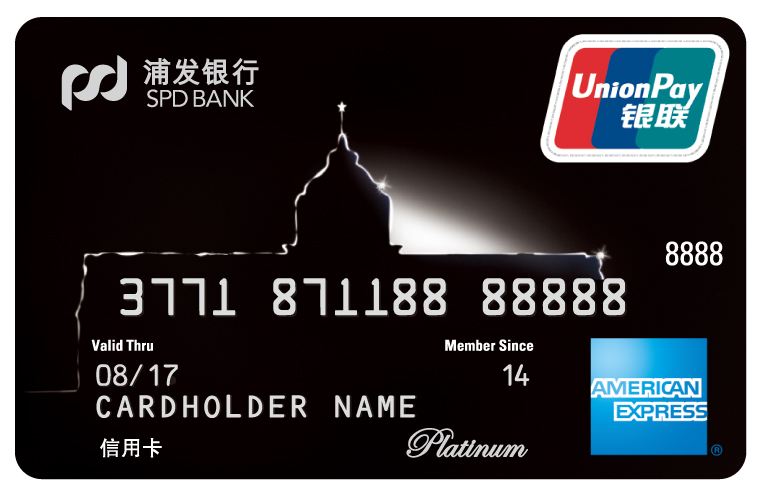 浦发银行
SPD BANK
UnionPay
银联
8888
3771 871188 88888
Valid Thru
Member Since
08/17
14
CARDHOLDER NAME
AMERICAN
EXPRESS
®
信用卡
Platinum